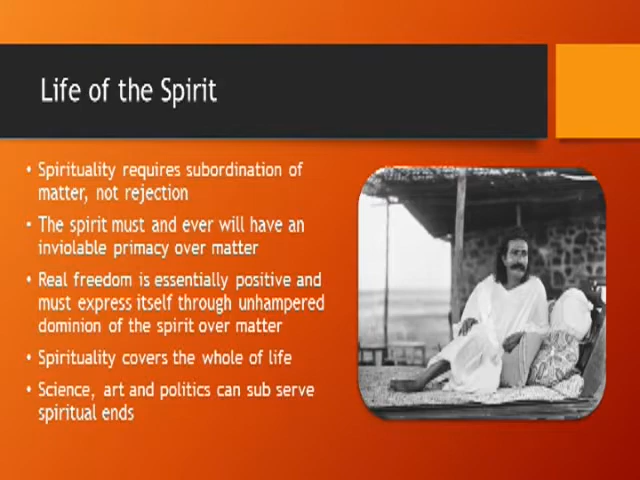 Life of the Spirit
• Spirituality requires subordination of
matter, not rejection
• The spirit must and ever will have an
inviolable primacy over matter
• Real freedom is essentially positive and
must express itself through unhampered
dominion of the spirit over matter
• Spirituality covers the whole of life
• Science, art and politics can sub serve
spiritual ends